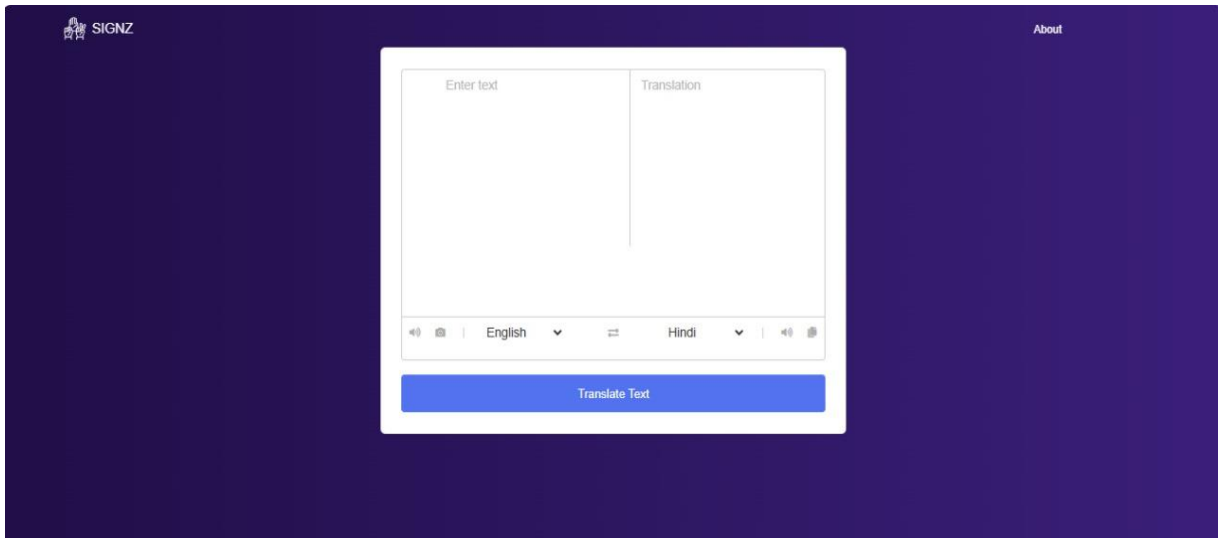 SIGNZ
About
Enter text
Translation
English
Hindi
Translate Text